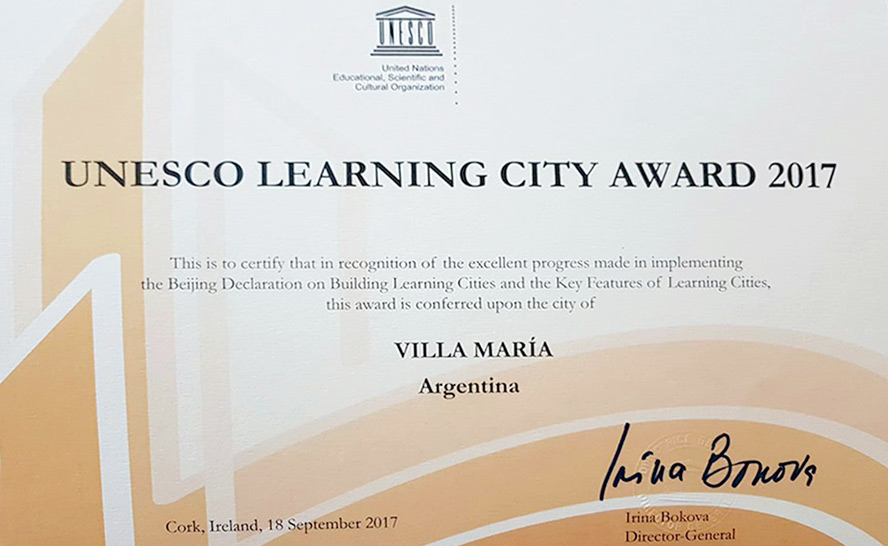 UNESCO
United Nations
Educational, Scientific and
Cultural Organization
UNESCO LEARNING CITY AWARD 2017
This is to certify that in recognition of the excellent progress made in implementing
the Beijing Declaration on Building Learning Cities and the Key Features of Learning Cities,
this award is conferred upon the city of
VILLA MARÍA
Argentina
Irina Bokova
Cork, Ireland, 18 September 2017
Irina Bokova
Director-General